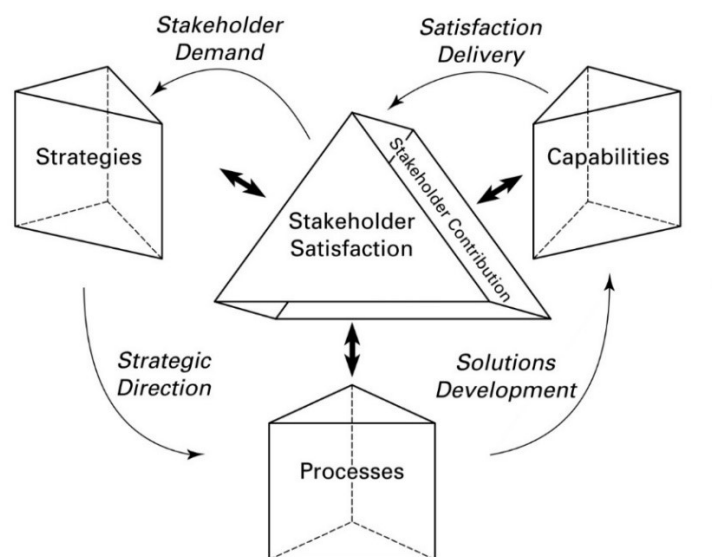 Stakeholder
Demand
Satisfaction
Delivery
Strategies
Capabilities
Stakeholder
Satisfaction
Stakeholder Contribution
Strategic
Direction
Solutions
Development
Processes